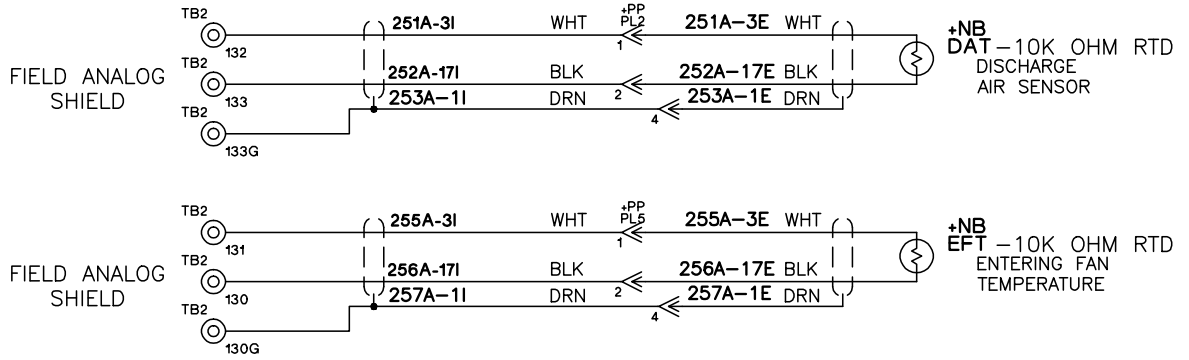 TB2
132
251A-3I WHT +PP PL2 1 251A-3E WHT
+NB
DAT -10K OHM RTD
DISCHARGE
AIR SENSOR
FIELD ANALOG
SHIELD
TB2
133
252A-17I BLK 2 252A-17E BLK
253A-1I DRN 4 253A-1E DRN
TB2
133G
TB2
131
255A-3I WHT +PP PL5 1 255A-3E WHT
+NB
EFT -10K OHM RTD
ENTERING FAN
TEMPERATURE
FIELD ANALOG
SHIELD
TB2
130
256A-17I BLK 2 256A-17E BLK
257A-1I DRN 4 257A-1E DRN
TB2
130G